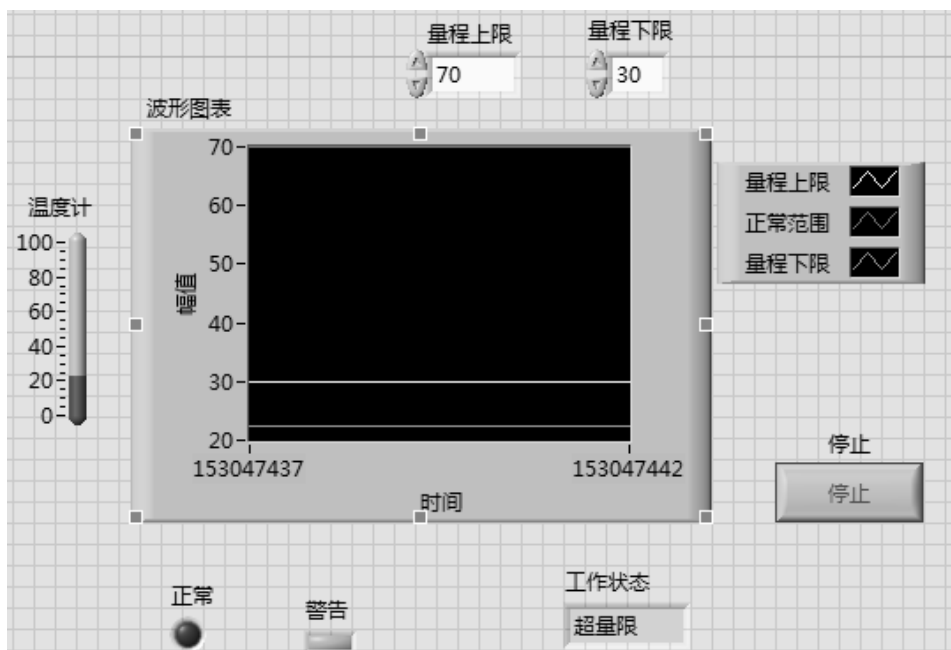 量程上限
量程下限
70
30
波形图表
70
60
50
40
30
20
幅值
153047437
153047442
时间
量程上限
正常范围
量程下限
温度计
100
80
60
40
20
0
停止
停止
正常
警告
工作状态
超量限